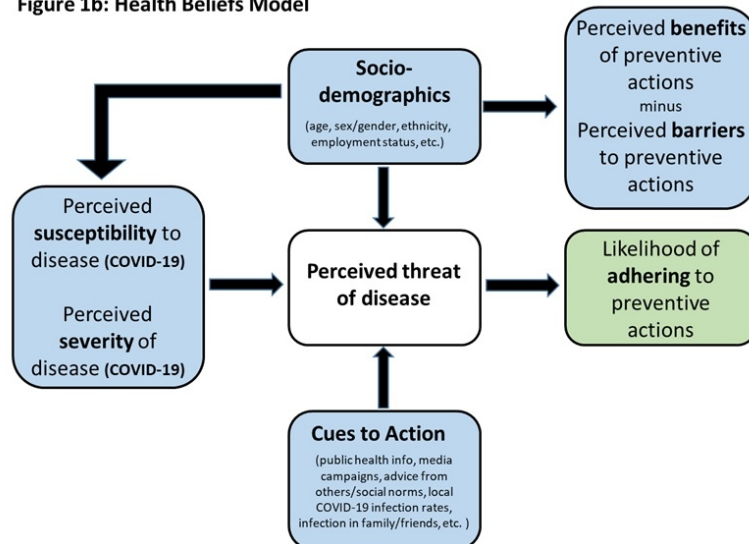 Figure 1b: Health Beliefs Model
Socio-
demographics
(age, sex/gender, ethnicity,
employment status, etc.)
Perceived benefits
of preventive
actions
minus
Perceived barriers
to preventive
actions
Perceived
susceptibility to
disease (COVID-19)
Perceived
severity of
disease (COVID-19)
Perceived threat
of disease
Likelihood of
adhering to
preventive
actions
Cues to Action
(public health info, media
campaigns, advice from
others/social norms, local
COVID-19 infection rates,
infection in family/friends, etc. )